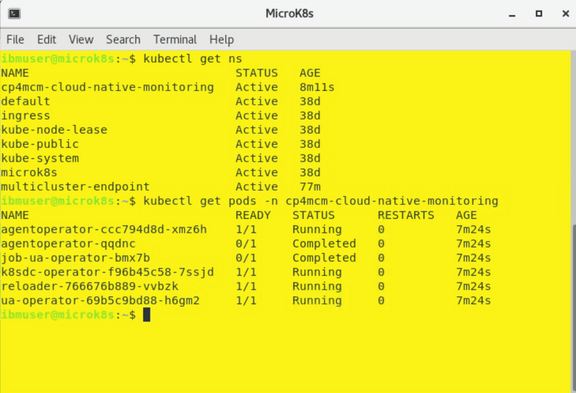 MicroK8s
File Edit View Search Terminal Help
ibmuser@microk8s:~$ kubectl get ns
NAME STATUS AGE
cp4mcm-cloud-native-monitoring Active 8m11s
default Active 38d
ingress Active 38d
kube-node-lease Active 38d
kube-public Active 38d
kube-system Active 38d
microk8s Active 38d
multicluster-endpoint Active 77m
ibmuser@microk8s:~$ kubectl get pods -n cp4mcm-cloud-native-monitoring
NAME READY STATUS RESTARTS AGE
agentoperator-ccc794d8d-xmz6h 1/1 Running 0 7m24s
agentoperator-qqdnc 0/1 Completed 0 7m24s
job-ua-operator-bmx7b 0/1 Completed 0 7m24s
k8sdc-operator-f96b45c58-7ssjd 1/1 Running 0 7m24s
reloader-766676b889-vvbzk 1/1 Running 0 7m24s
ua-operator-69b5c9bd88-h6gm2 1/1 Running 0 7m24s
ibmuser@microk8s:~$